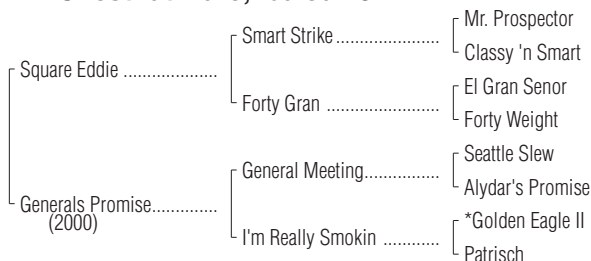 Mr. Prospector
Smart Strike ....................
Classy 'n Smart
Square Eddie ..................
El Gran Senor
Forty Gran ......................
Forty Weight
Seattle Slew
General Meeting...............
Alydar's Promise
Generals Promise.............
(2000)
*Golden Eagle II
I'm Really Smokin ...........
Patrisch